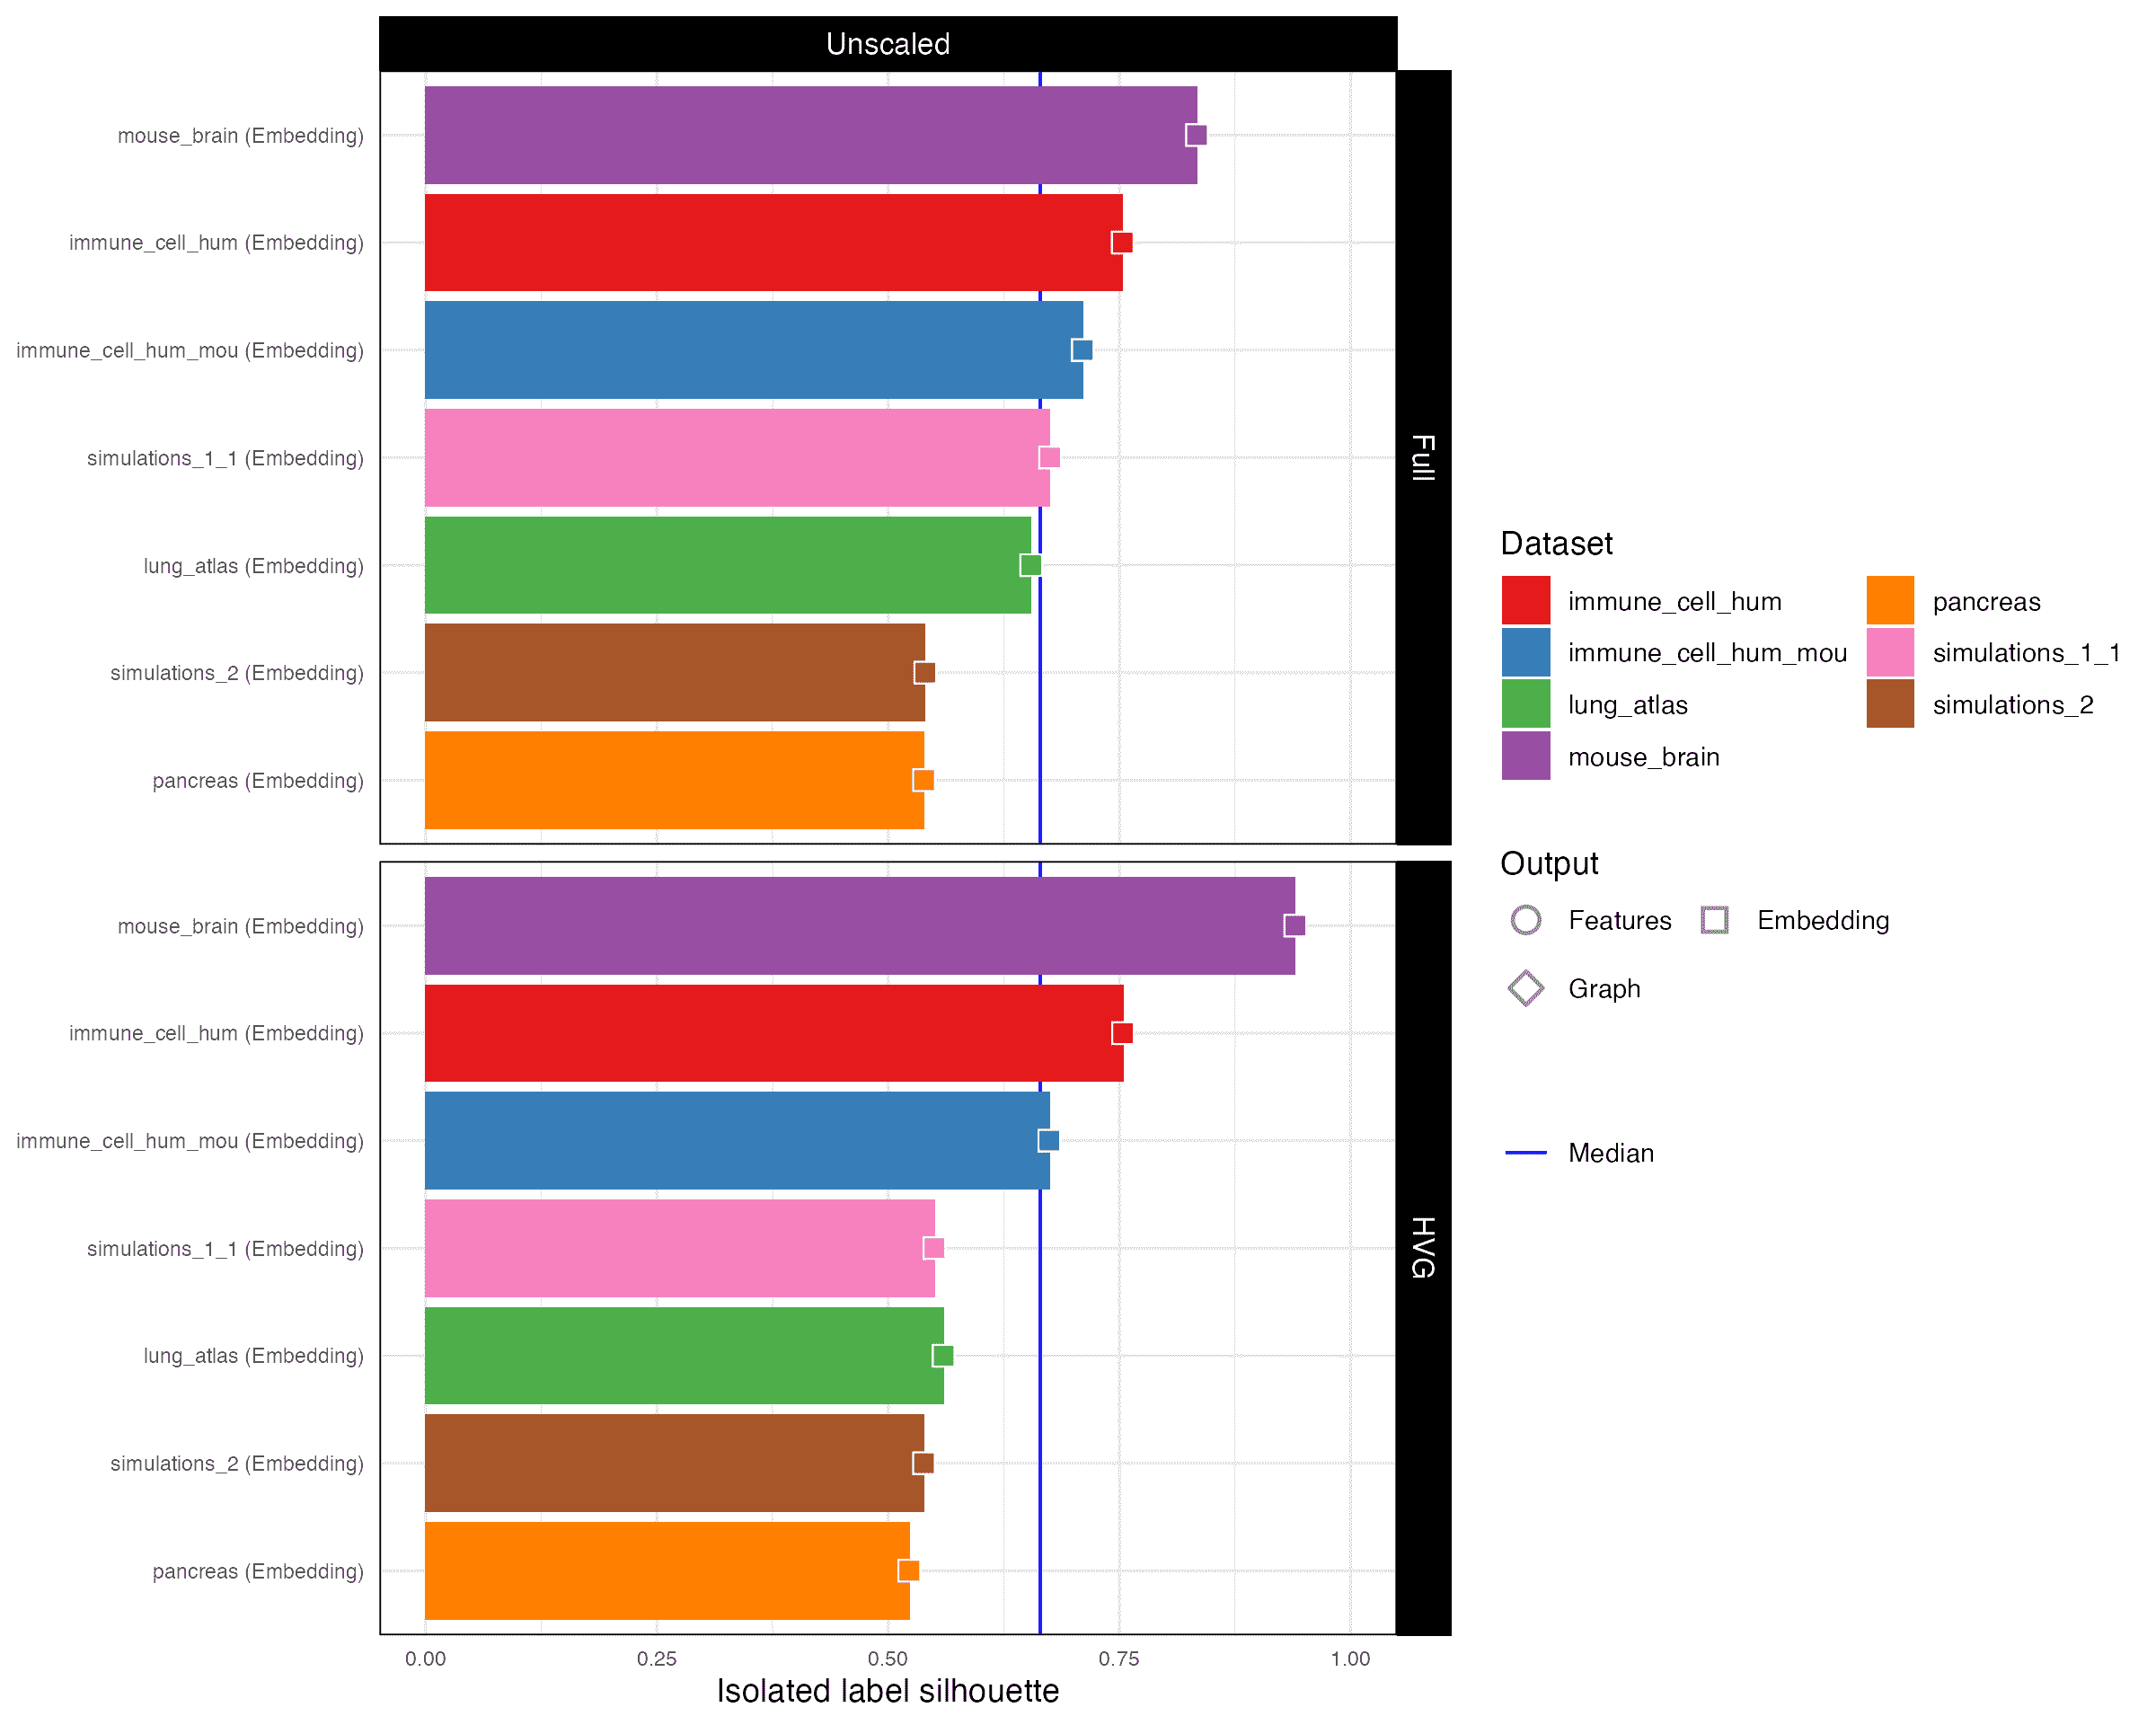 Unscaled
mouse_brain (Embedding)
immune_cell_hum (Embedding)
immune_cell_hum_mou (Embedding)
simulations_1_1 (Embedding)
lung_atlas (Embedding)
simulations_2 (Embedding)
pancreas (Embedding)
Full
mouse_brain (Embedding)
immune_cell_hum (Embedding)
immune_cell_hum_mou (Embedding)
simulations_1_1 (Embedding)
lung_atlas (Embedding)
simulations_2 (Embedding)
pancreas (Embedding)
HVG
0.00 0.25 0.50 0.75 1.00
Isolated label silhouette
Dataset
immune_cell_hum pancreas
immune_cell_hum_mou simulations_1_1
lung_atlas simulations_2
mouse_brain
Output
Features Embedding
Graph
Median